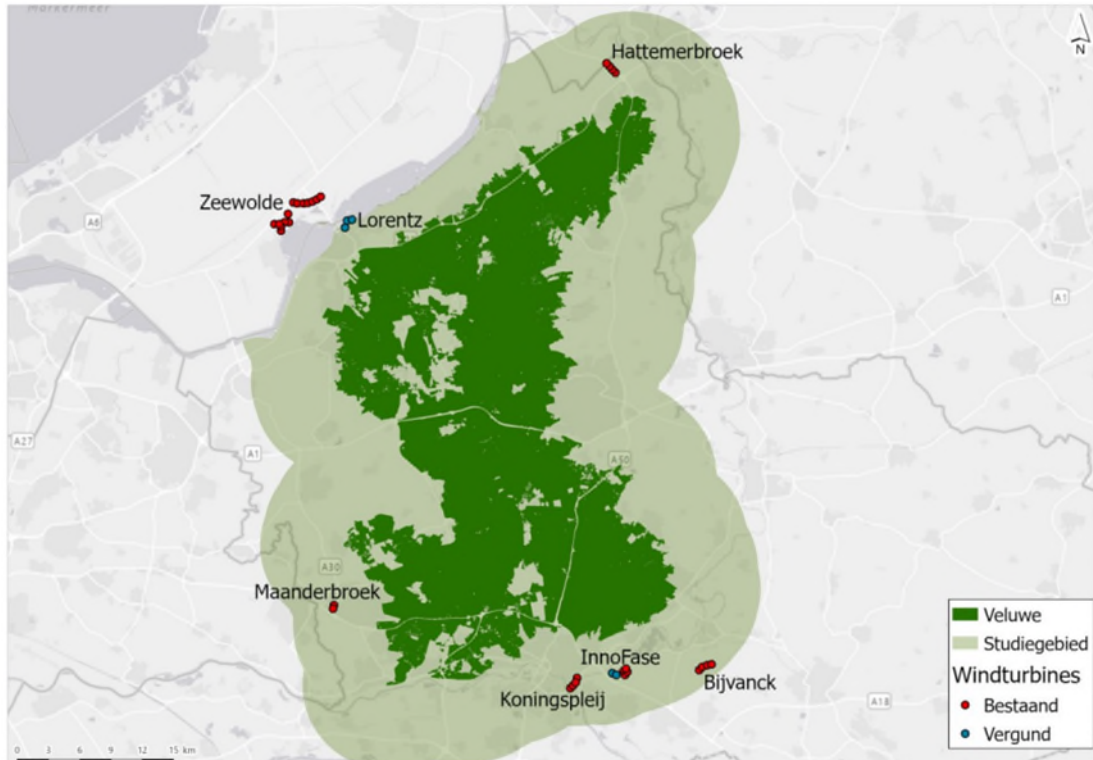 Markermeer
N
Hattemerbroek
Zeewolde
Lorentz
A6
A1
A27
A1
A50
A30
Maanderbroek
InnoFase
Koningspleij
Bijvanck
A18
Veluwe
Studiegebied
Windturbines
Bestaand
Vergund
0 3 6 9 12 15 km